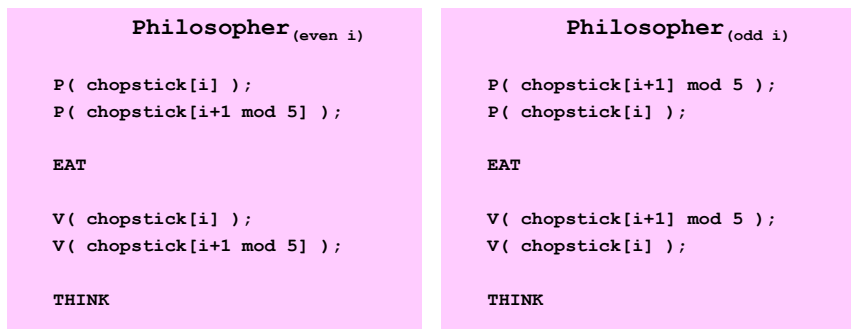 Philosopher(even i)
P( chopstick[i] );
P( chopstick[i+1 mod 5] );
EAT
V( chopstick[i] );
V( chopstick[i+1 mod 5] );
THINK
Philosopher(odd i)
P( chopstick[i+1] mod 5 );
P( chopstick[i] );
EAT
V( chopstick[i+1] mod 5 );
V( chopstick[i] );
THINK